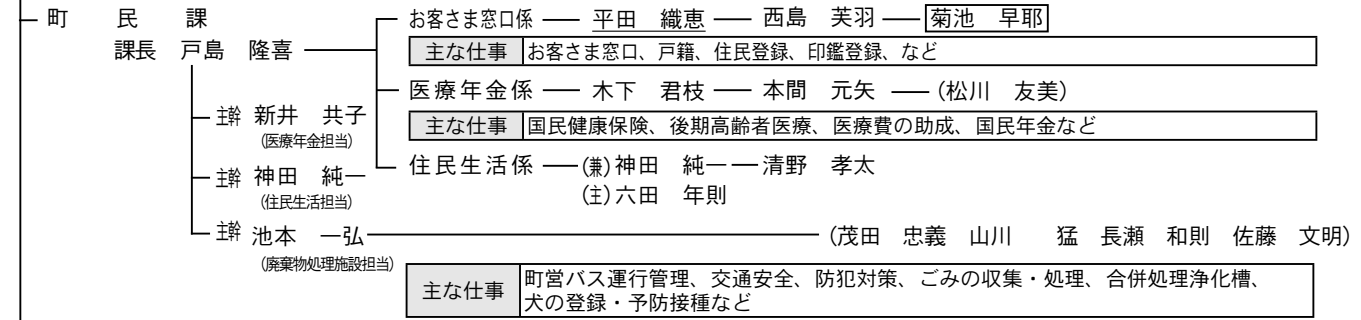 町　民　課
お客さま窓口係 ── 平田　織恵 ── 西島　芙羽 ── 菊池　早耶
課長　戸島　隆喜
主な仕事　お客さま窓口、戸籍、住民登録、印鑑登録、など
医療年金係 ── 木下　君枝 ── 本間　元矢 ── (松川　友美)
主幹　新井　共子
(医療年金担当)
主な仕事　国民健康保険、後期高齢者医療、医療費の助成、国民年金など
住民生活係 ── (兼)神田　純一 ── 清野　孝太
主幹　神田　純一
(住民生活担当)
(主)六田　年則
主幹　池本　一弘 ── (茂田　忠義　山川　猛　長瀬　和則　佐藤　文明)
(廃棄物処理施設担当)
主な仕事　町営バス運行管理、交通安全、防犯対策、ごみの収集・処理、合併処理浄化槽、
犬の登録・予防接種など